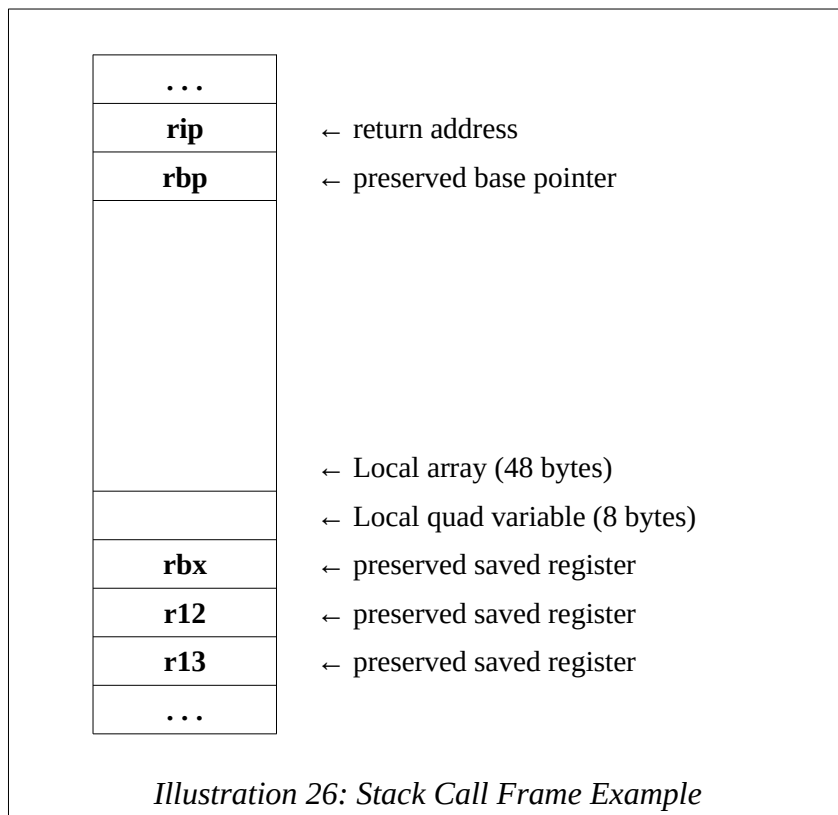 . . .
rip ← return address
rbp ← preserved base pointer
← Local array (48 bytes)
← Local quad variable (8 bytes)
rbx ← preserved saved register
r12 ← preserved saved register
r13 ← preserved saved register
. . .
Illustration 26: Stack Call Frame Example